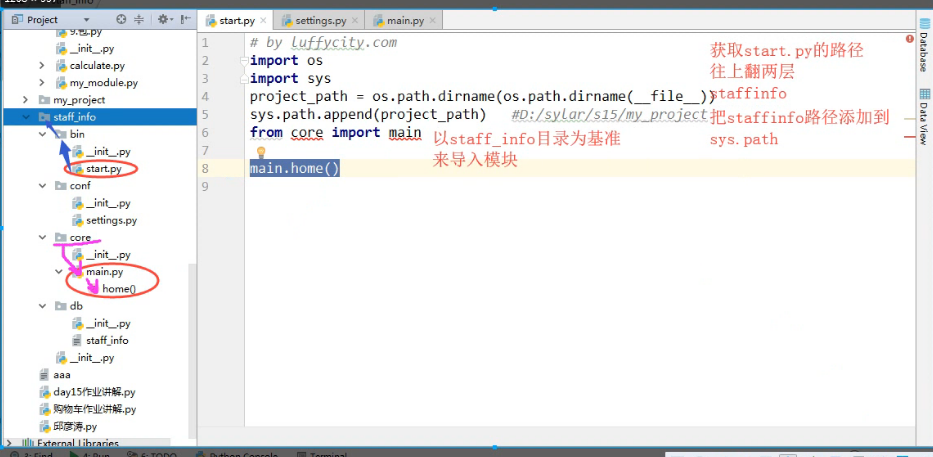 Project
start.py
settings.py
main.py
9.包.py
__init__.py
calculate.py
my_module.py
my_project
staff_info
bin
__init__.py
start.py
conf
__init__.py
settings.py
core
__init__.py
main.py
home()
db
__init__.py
staff_info
__init__.py
aaa
day15作业讲解.py
购物车作业讲解.py
邱彦涛.py
External Libraries
1 # by luffycity.com
2 import os
3 import sys
4 project_path = os.path.dirname(os.path.dirname(__file__))
5 sys.path.append(project_path) #D:/sylar/s15/my_project
6 from core import main
7
8 main.home()
9
获取start.py的路径
往上翻两层
staffinfo
把staffinfo路径添加到
sys.path
以staff_info目录为基准
来导入模块
Database
Data View
3: Find
4: Run
6: TODO
Python Console
Terminal